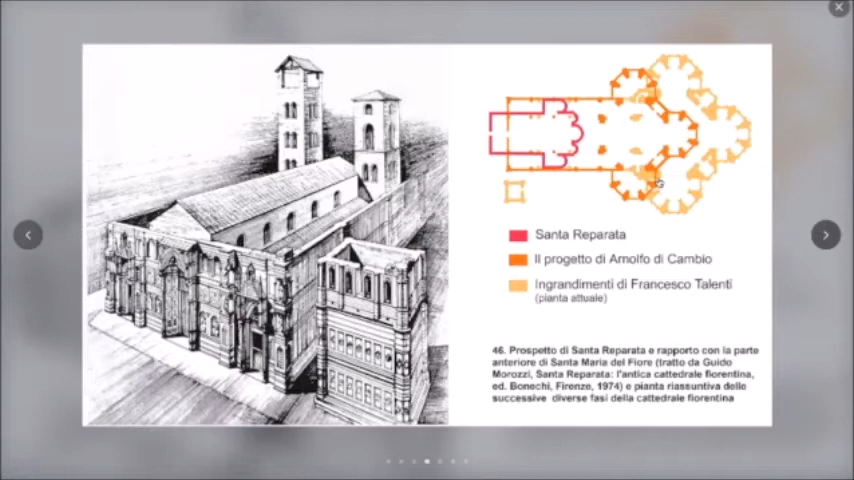 Santa Reparata
Il progetto di Arnolfo di Cambio
Ingrandimenti di Francesco Talenti
(pianta attuale)
46. Prospetto di Santa Reparata e rapporto con la parte
anteriore di Santa Maria del Fiore (tratto da Guido
Morozzi, Santa Reparata: l'antica cattedrale fiorentina,
ed. Bonechi, Firenze, 1974) e pianta riassuntiva delle
successive diverse fasi della cattedrale fiorentina